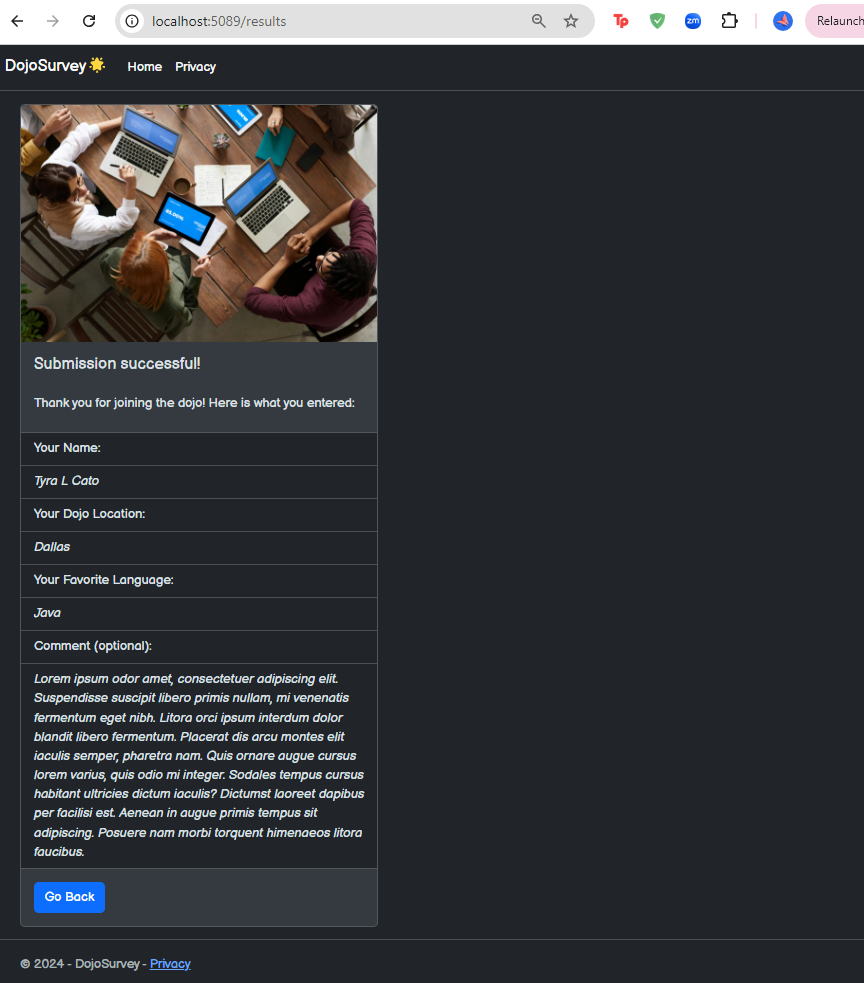 localhost:5089/results
Tp
zm
Relaunch
DojoSurvey🌟 Home Privacy
Submission successful!
Thank you for joining the dojo! Here is what you entered:
Your Name:
Tyra L Cato
Your Dojo Location:
Dallas
Your Favorite Language:
Java
Comment (optional):
Lorem ipsum odor amet, consectetuer adipiscing elit.
Suspendisse suscipit libero primis nullam, mi venenatis
fermentum eget nibh. Litora orci ipsum interdum dolor
blandit libero fermentum. Placerat dis arcu montes elit
iaculis semper, pharetra nam. Quis ornare augue cursus
lorem varius, quis odio mi integer. Sodales tempus cursus
habitant ultricies dictum iaculis? Dictumst laoreet dapibus
per facilisi est. Aenean in augue primis tempus sit
adipiscing. Posuere nam morbi torquent himenaeos litora
faucibus.
Go Back
© 2024 - DojoSurvey - Privacy